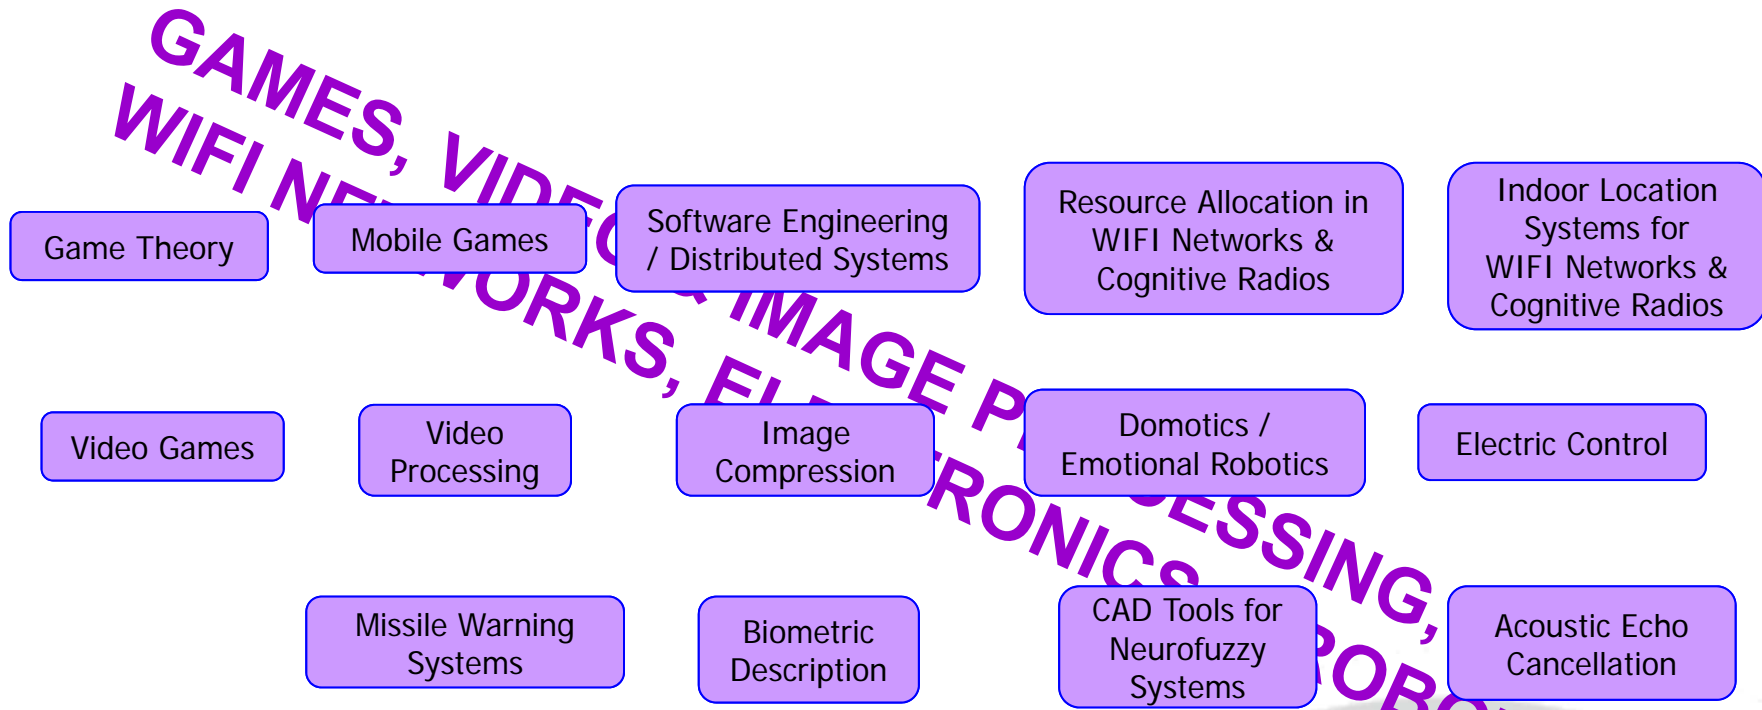 GAMES, VIDEO & IMAGE PROCESSING,
WIFI NETWORKS, ELECTRONICS
Game Theory
Mobile Games
Software Engineering
/ Distributed Systems
Resource Allocation in
WIFI Networks &
Cognitive Radios
Indoor Location
Systems for
WIFI Networks &
Cognitive Radios
Video Games
Video
Processing
Image
Compression
Domotics /
Emotional Robotics
Electric Control
Missile Warning
Systems
Biometric
Description
CAD Tools for
Neurofuzzy
Systems
Acoustic Echo
Cancellation